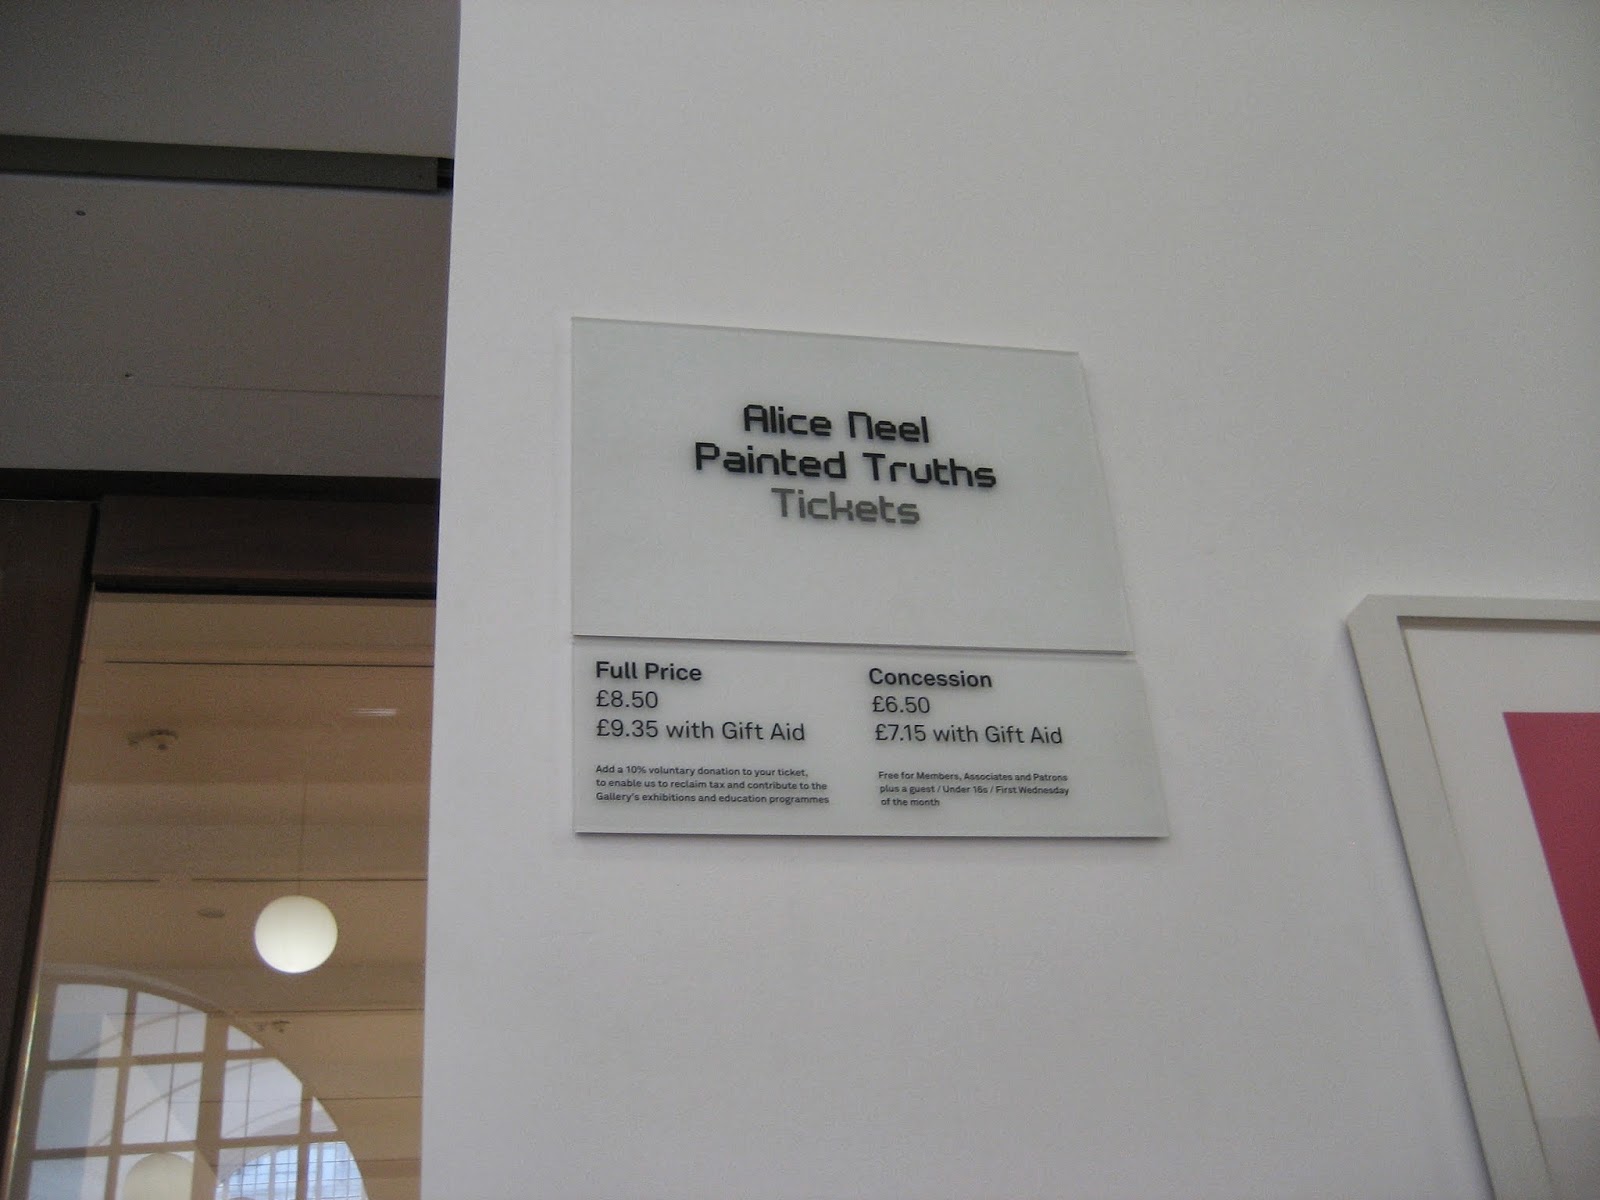 Alice Neel
Painted Truths
Tickets
Full Price
£8.50
£9.35 with Gift Aid
Add a 10% voluntary donation to your ticket,
to enable us to reclaim tax and contribute to the
Gallery's exhibitions and education programmes
Concession
£6.50
£7.15 with Gift Aid
Free for Members, Associates and Patrons
plus a guest / Under 16s / First Wednesday
of the month